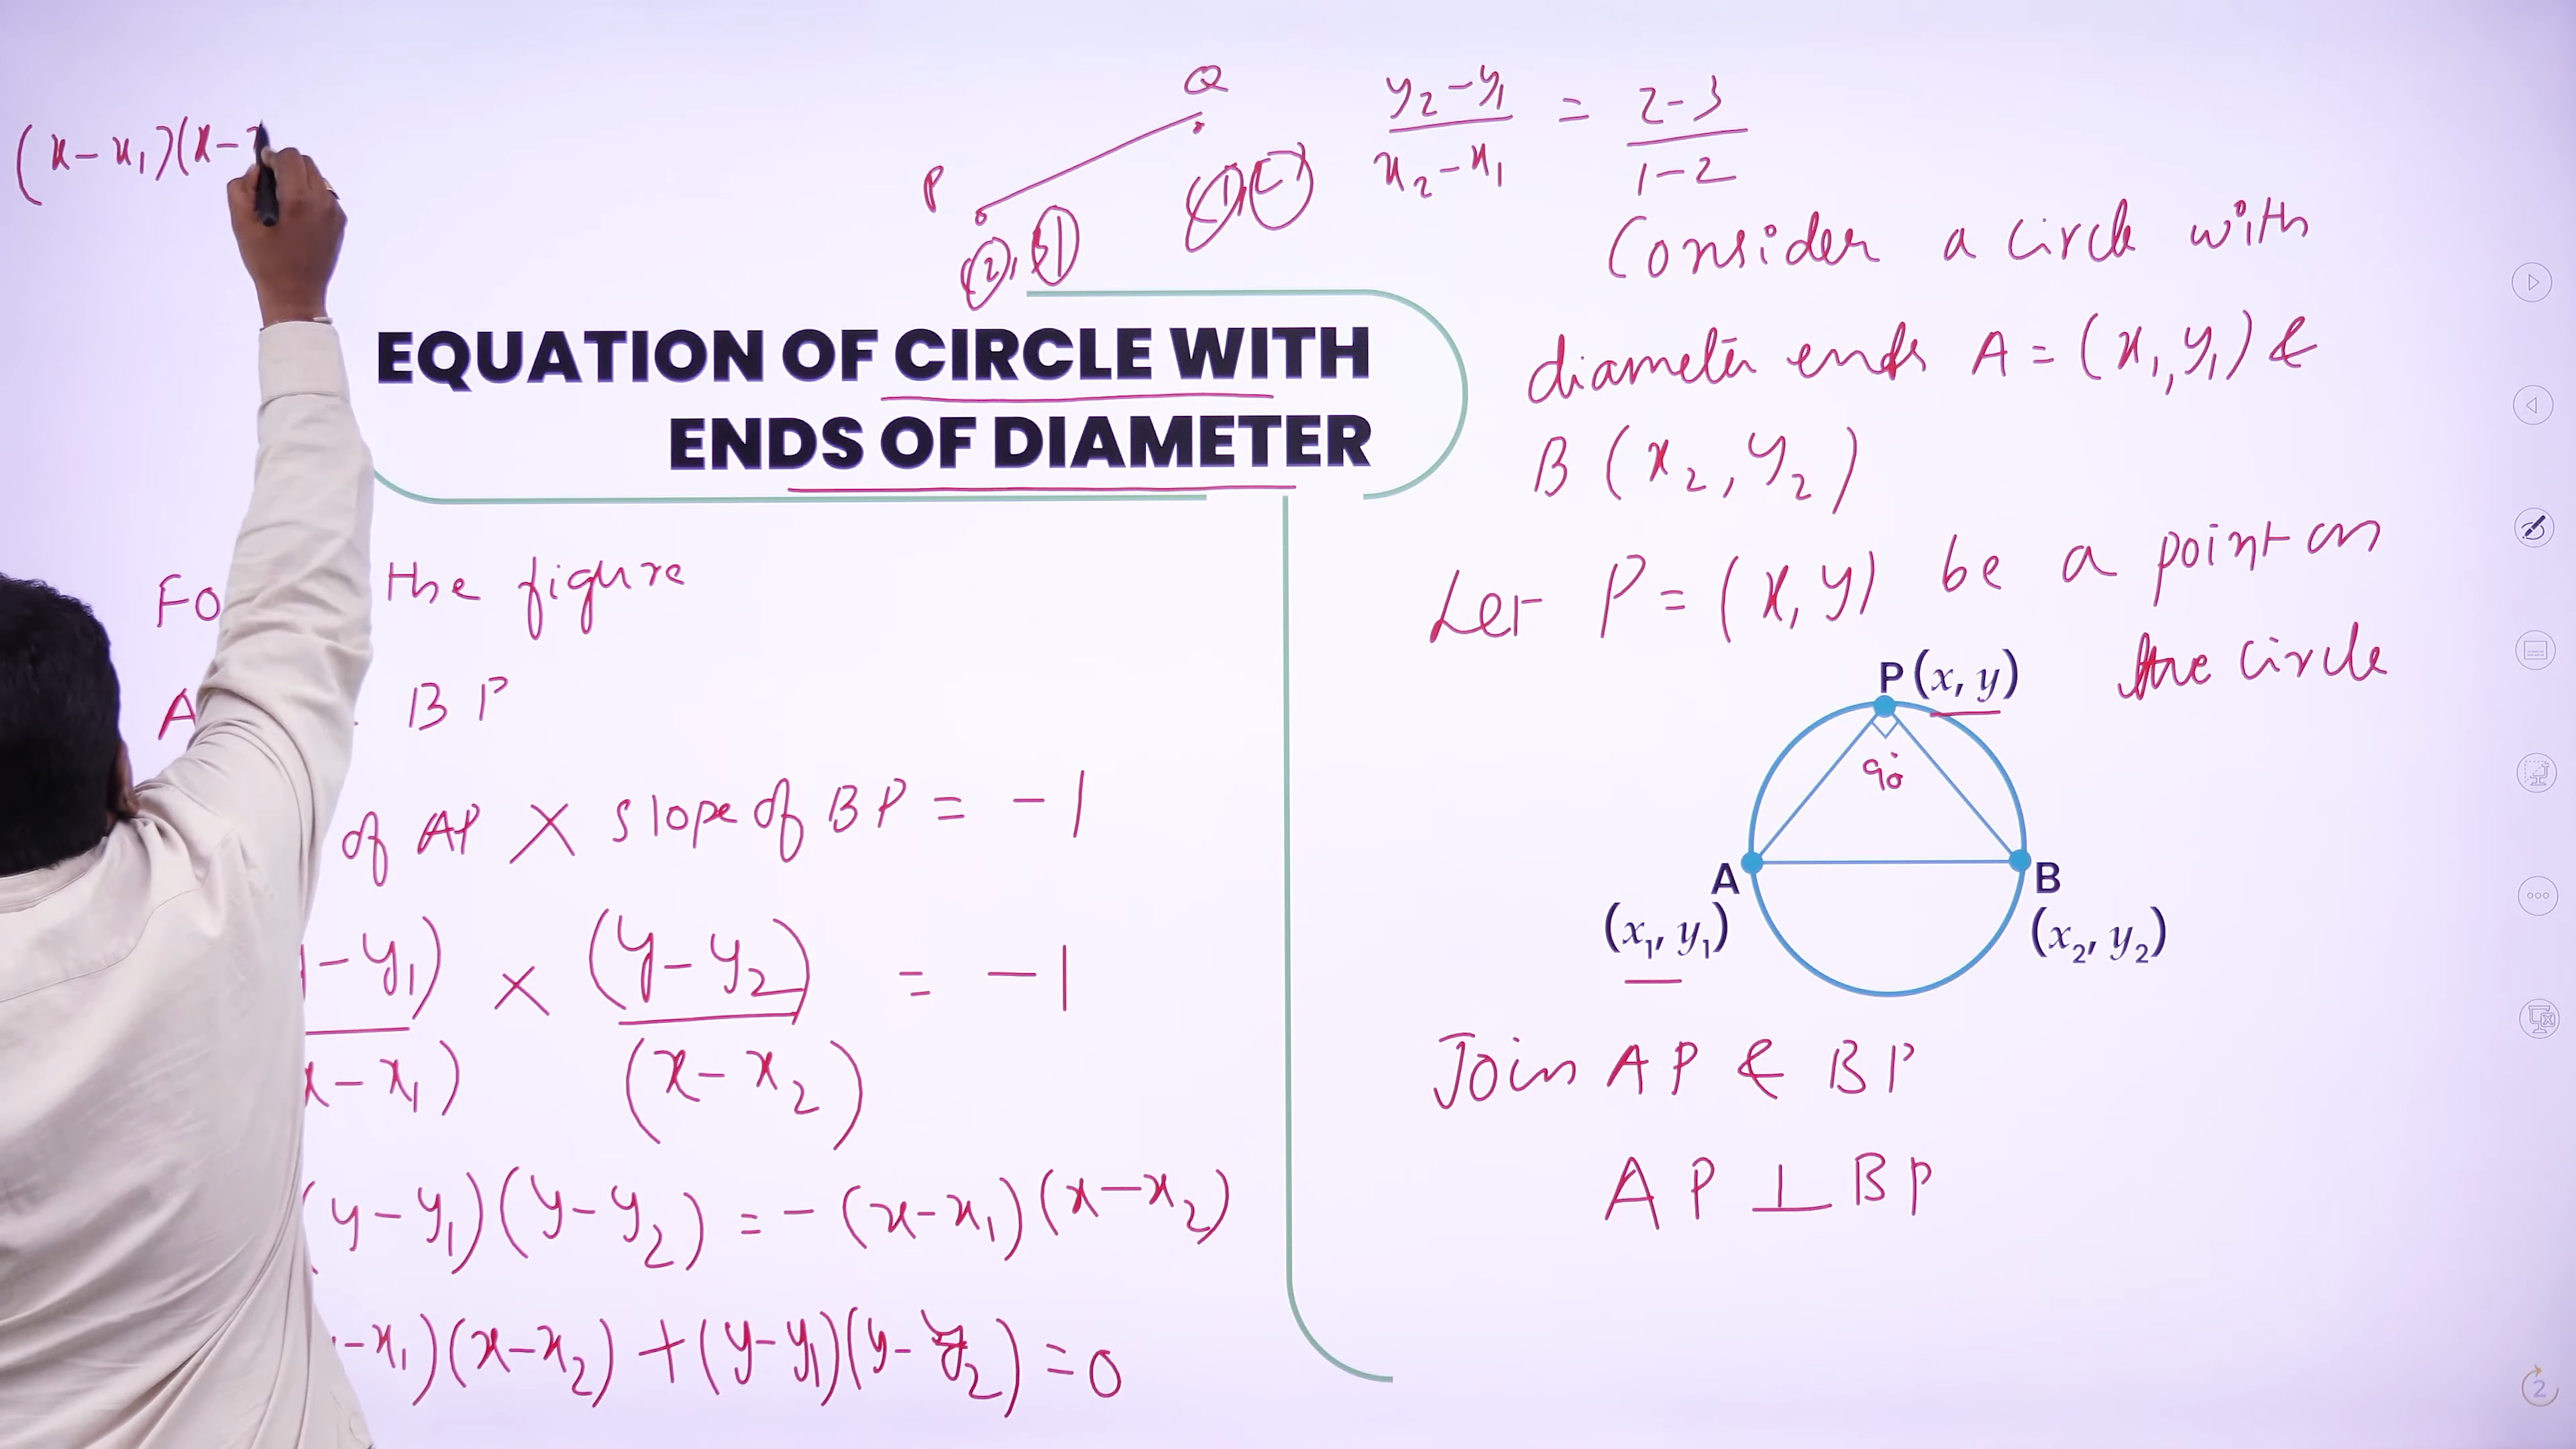 (x-x₁)(x-
P
Q
(2, 3)
(1, 2)
y₂-y₁/x₂-x₁ = 2-3/1-2
EQUATION OF CIRCLE WITH
ENDS OF DIAMETER
Consider a circle with
diameter ends A = (x₁, y₁) &
B (x₂, y₂)
Let P = (x, y) be a point on
the circle
P (x, y)
90°
A
B
(x₁, y₁)
(x₂, y₂)
Join AP & BP
AP ⊥ BP
the figure
BP
of AP × slope of BP = -1
-y₁)/x-x₁) × (y-y₂)/(x-x₂) = -1
(y-y₁)(y-y₂) = -(x-x₁)(x-x₂)
-x₁)(x-x₂) + (y-y₁)(y-y₂) = 0
2